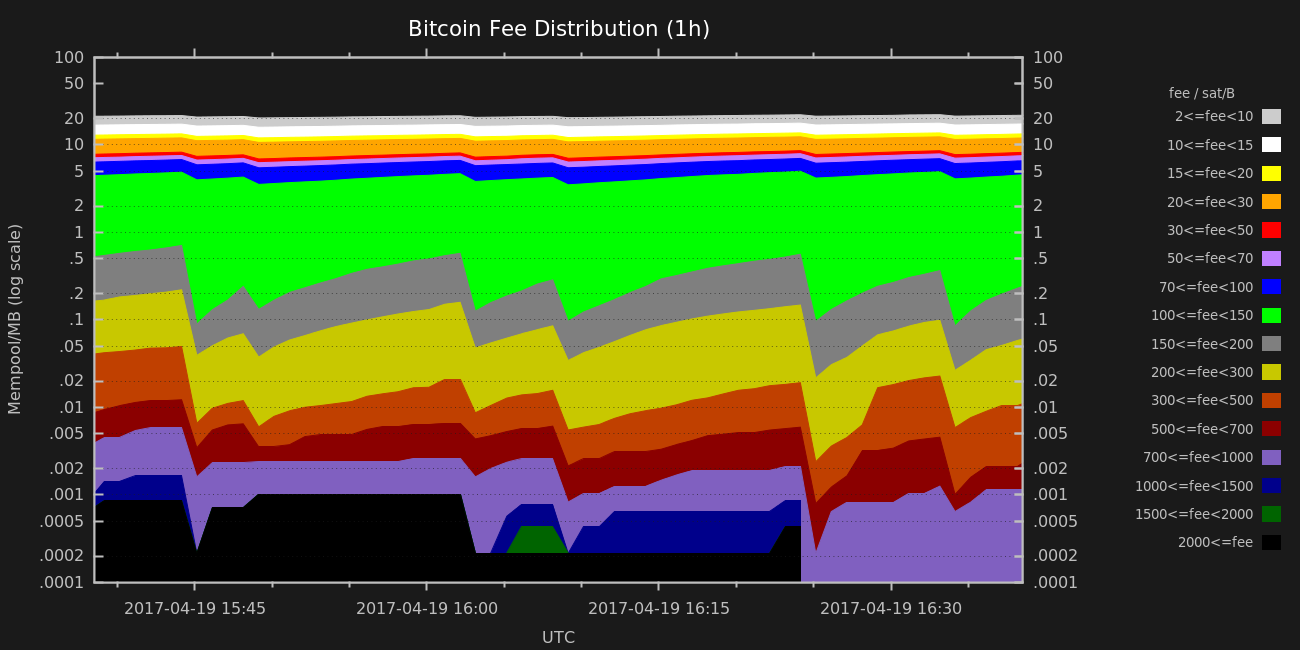 Bitcoin Fee Distribution (1h)
100
50
20
10
5
2
1
.5
.2
.1
.05
.02
.01
.005
.002
.001
.0005
.0002
.0001
Mempool/MB (log scale)
100
50
20
10
5
2
1
.5
.2
.1
.05
.02
.01
.005
.002
.001
.0005
.0002
.0001
2017-04-19 15:45
2017-04-19 16:00
2017-04-19 16:15
2017-04-19 16:30
UTC
fee / sat/B
2<=fee<10
10<=fee<15
15<=fee<20
20<=fee<30
30<=fee<50
50<=fee<70
70<=fee<100
100<=fee<150
150<=fee<200
200<=fee<300
300<=fee<500
500<=fee<700
700<=fee<1000
1000<=fee<1500
1500<=fee<2000
2000<=fee